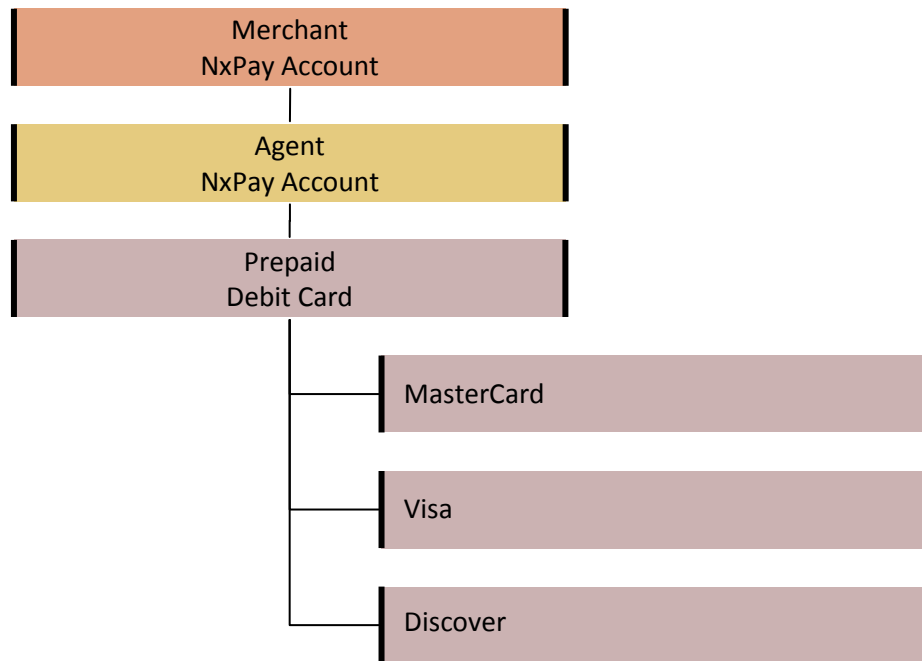 Merchant
NxPay Account
Agent
NxPay Account
Prepaid
Debit Card
MasterCard
Visa
Discover